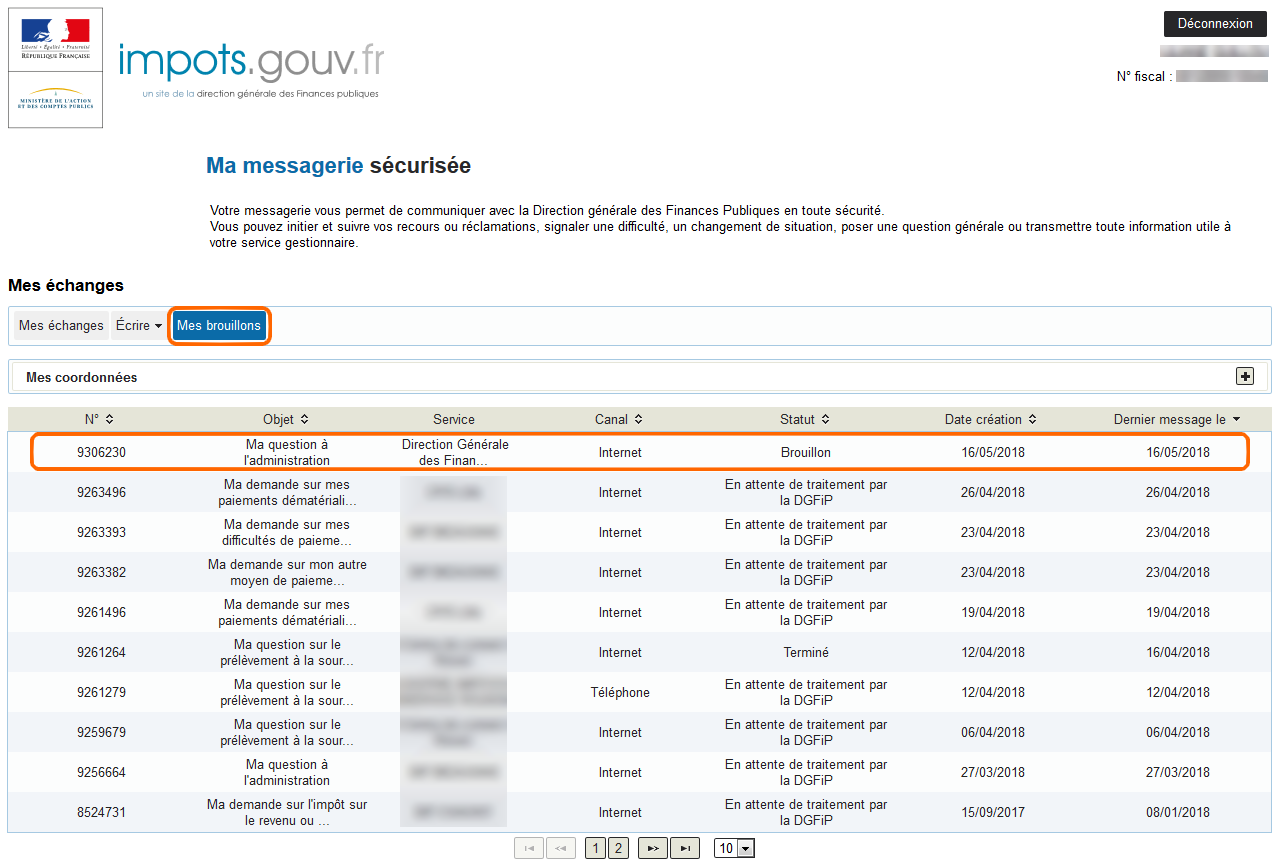 Liberté • Égalité • Fraternité
RÉPUBLIQUE FRANÇAISE
MINISTÈRE DE L'ACTION
ET DES COMPTES PUBLICS
impots.gouv.fr
un site de la direction générale des Finances publiques
Déconnexion
N° fiscal :
Ma messagerie sécurisée
Votre messagerie vous permet de communiquer avec la Direction générale des Finances Publiques en toute sécurité.
Vous pouvez initier et suivre vos recours ou réclamations, signaler une difficulté, un changement de situation, poser une question générale ou transmettre toute information utile à
votre service gestionnaire.
Mes échanges
Mes échanges Écrire Mes brouillons
Mes coordonnées
N° Objet Service Canal Statut Date création Dernier message le
9306230 Ma question à Direction Générale Internet Brouillon 16/05/2018 16/05/2018
l'administration des Finan...
9263496 Ma demande sur mes Internet En attente de traitement par 26/04/2018 26/04/2018
paiements dématériali... la DGFiP
9263393 Ma demande sur mes Internet En attente de traitement par 23/04/2018 23/04/2018
difficultés de paieme... la DGFiP
9263382 Ma demande sur mon autre Internet En attente de traitement par 23/04/2018 23/04/2018
moyen de paieme... la DGFiP
9261496 Ma demande sur mes Internet En attente de traitement par 19/04/2018 19/04/2018
paiements dématériali... la DGFiP
9261264 Ma question sur le Internet Terminé 12/04/2018 16/04/2018
prélèvement à la sour...
9261279 Ma question sur le Téléphone En attente de traitement par 12/04/2018 12/04/2018
prélèvement à la sour... la DGFiP
9259679 Ma question sur le Internet En attente de traitement par 06/04/2018 06/04/2018
prélèvement à la sour... la DGFiP
9256664 Ma question à Internet En attente de traitement par 27/03/2018 27/03/2018
l'administration la DGFiP
8524731 Ma demande sur l'impôt sur Internet En attente de traitement par 15/09/2017 08/01/2018
le revenu ou ... la DGFiP
1 2 10